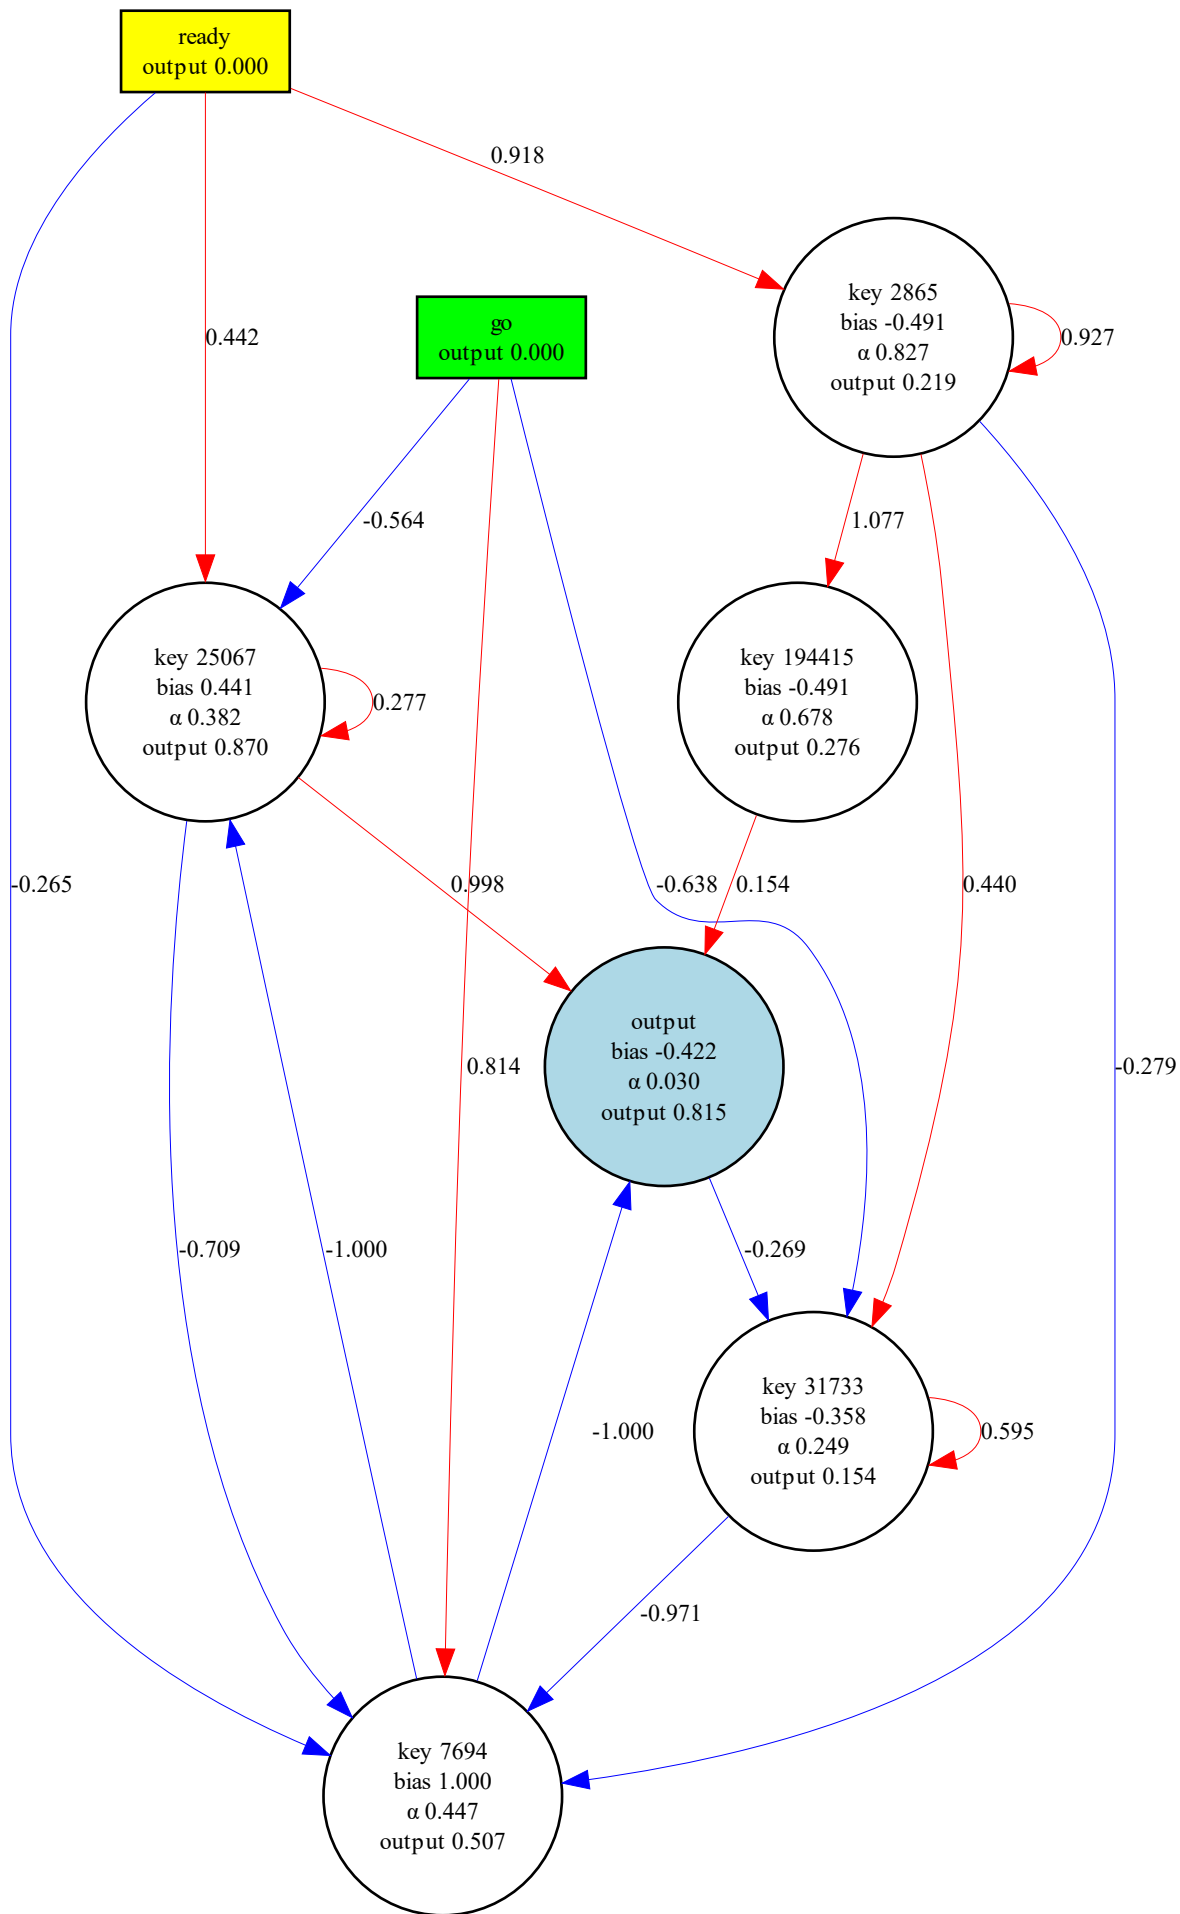 ready
output 0.000
0.918
key 2865
bias -0.491
α 0.827
output 0.219
0.927
go
output 0.000
0.442
-0.564
1.077
key 25067
bias 0.441
α 0.382
output 0.870
0.277
key 194415
bias -0.491
α 0.678
output 0.276
-0.265
0.998
-0.638
0.154
0.440
output
bias -0.422
α 0.030
output 0.815
0.814
-0.279
-0.709
-1.000
-0.269
key 31733
bias -0.358
α 0.249
output 0.154
-1.000
0.595
-0.971
key 7694
bias 1.000
α 0.447
output 0.507